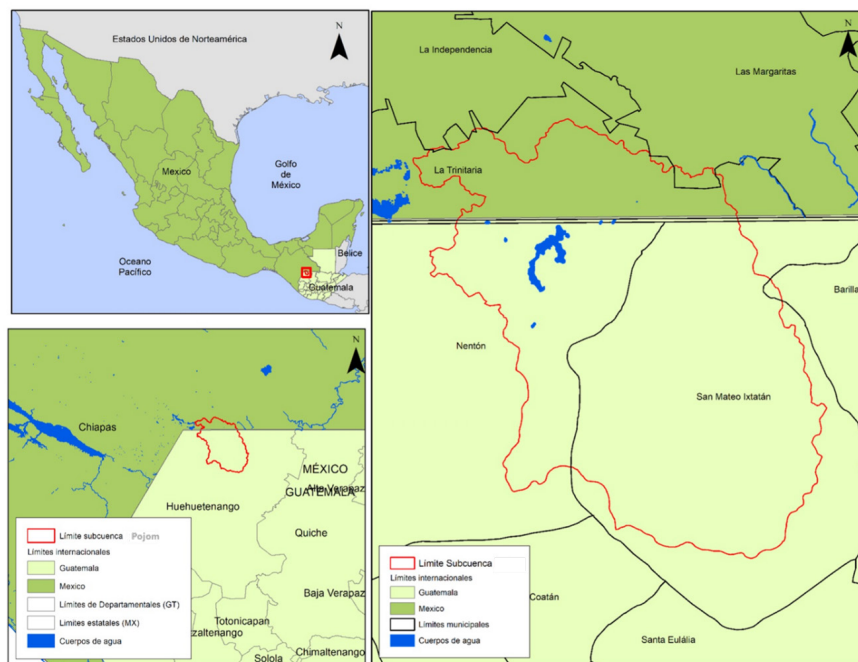 N
Estados Unidos de Norteamérica
Mexico
Golfo
de
México
Oceano
Pacífico
Belice
Guatemala
N
Chiapas
MÉXICO
GUATEMALA
Alta Verapaz
Huehuetenango
Quiche
Baja Verapaz
Totonicapan
zaltenango
Chimaltenango
Solola
Límite subcuenca Pojom
Límites internacionales
Guatemala
Mexico
Límites de Departamentales (GT)
Límites estatales (MX)
Cuerpos de agua
N
La Independencia
Las Margaritas
La Trinitaria
Barilla
Nentón
San Mateo Ixtatán
Coatán
Santa Eulália
Límite Subcuenca
Límites internacionales
Guatemala
Mexico
Límites municipales
Cuerpos de agua